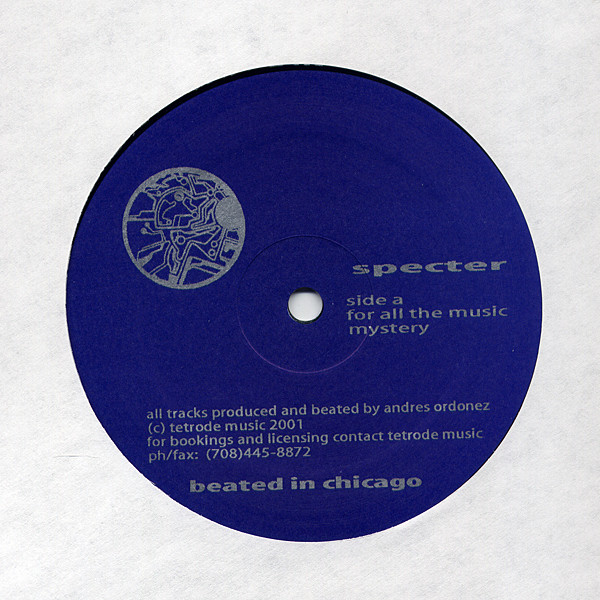 specter
side a
for all the music
mystery
all tracks produced and beated by andres ordonez
(c) tetrode music 2001
for bookings and licensing contact tetrode music
ph/fax: (708)445-8872
beated in chicago